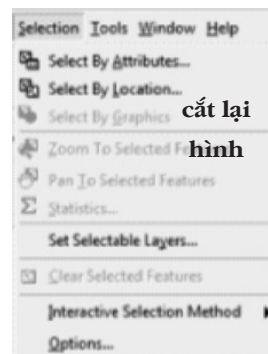 Selection Tools Window Help
Select By Attributes...
Select By Location...
Select By Graphics
cắt lại
hình
Zoom To Selected Features
Pan To Selected Features
Statistics...
Set Selectable Layers...
Clear Selected Features
Interactive Selection Method
Options...